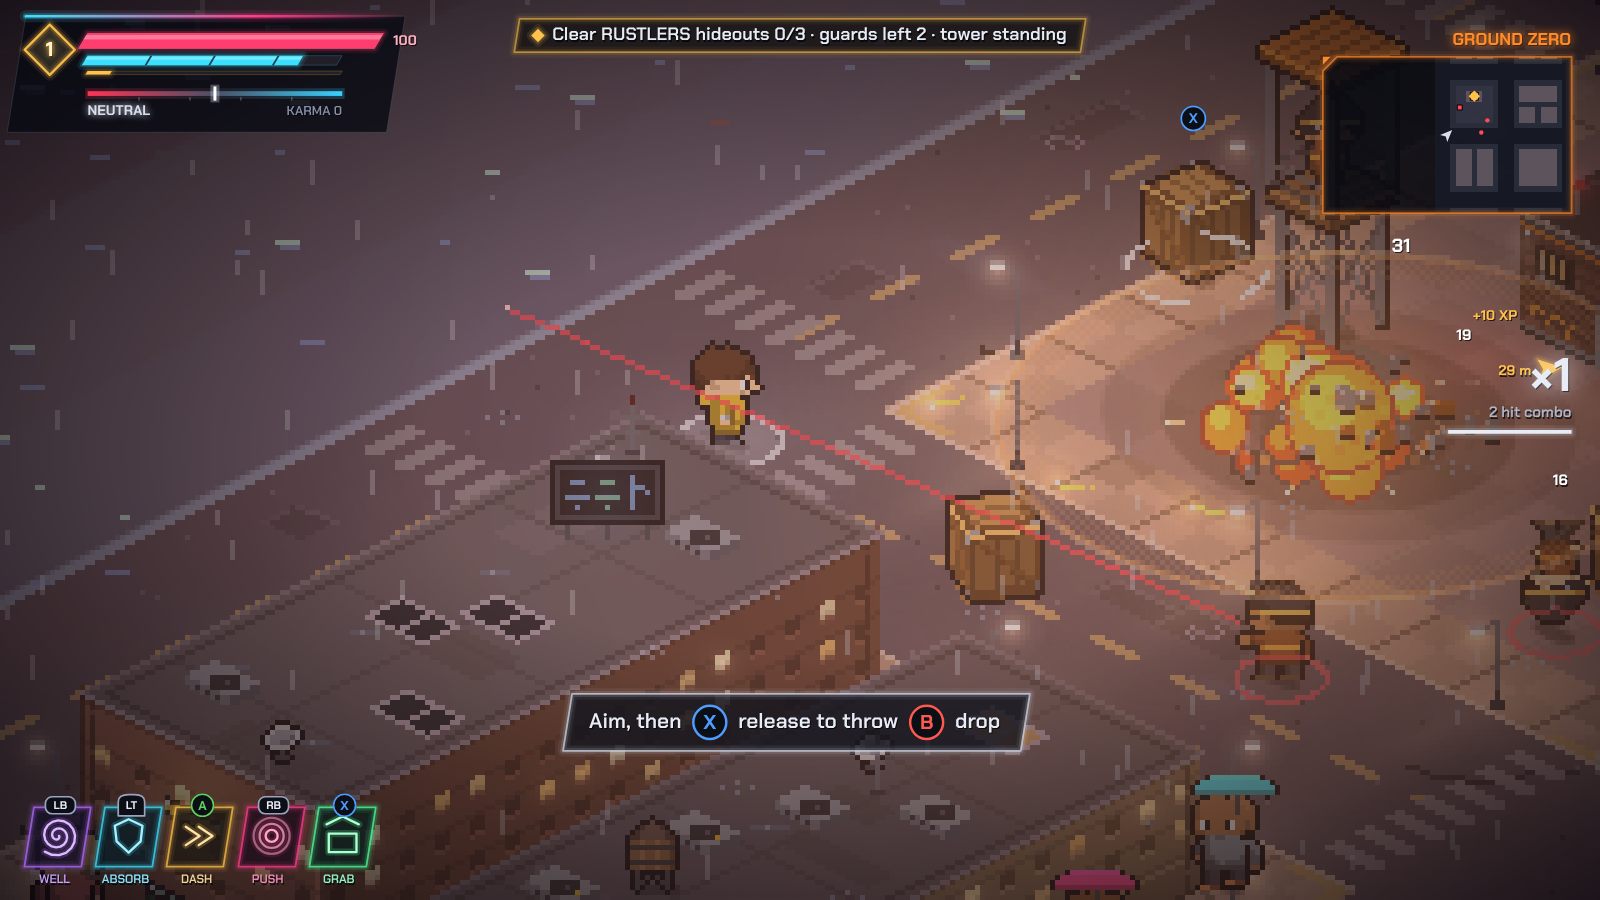 1
100
NEUTRAL
KARMA 0
Clear RUSTLERS hideouts 0/3 · guards left 2 · tower standing
GROUND ZERO
X
31
+10 XP
19
29 m
x1
2 hit combo
16
Aim, then X release to throw B drop
LB
LT
A
RB
X
WELL
ABSORB
DASH
PUSH
GRAB